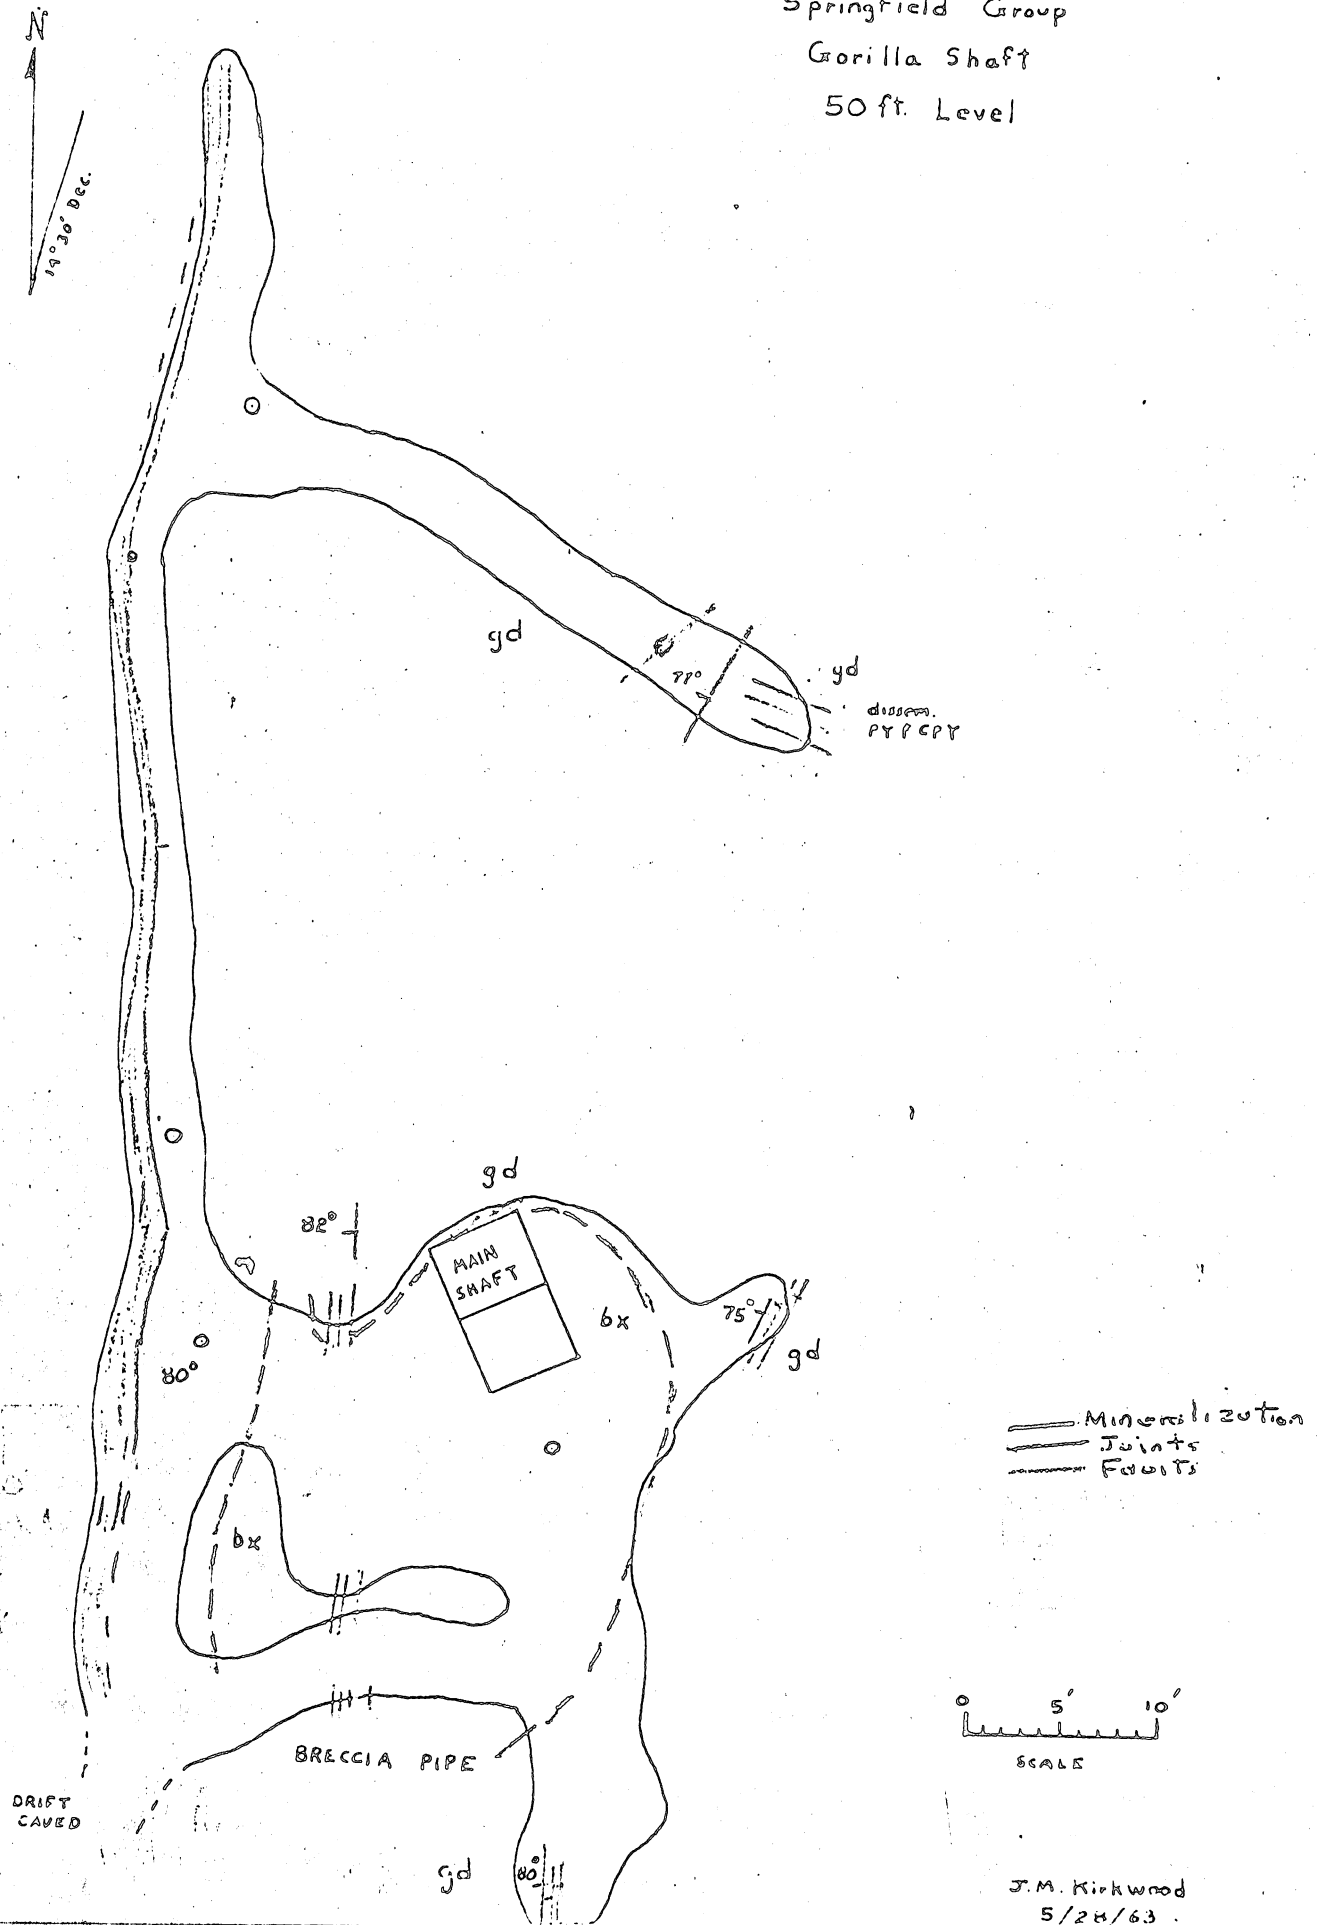 Springfield Group
Gorilla Shaft
50 ft. Level
N
14° 30' Dec.
gd
77°
gd
dissem.
PY & CPY
gd
82°
MAIN
SHAFT
bx
75°
gd
80°
Mineralization
Joints
Faults
bx
0 5' 10'
SCALE
BRECCIA PIPE
DRIFT
CAVED
gd
80°
J.M. Kirkwood
5/28/63